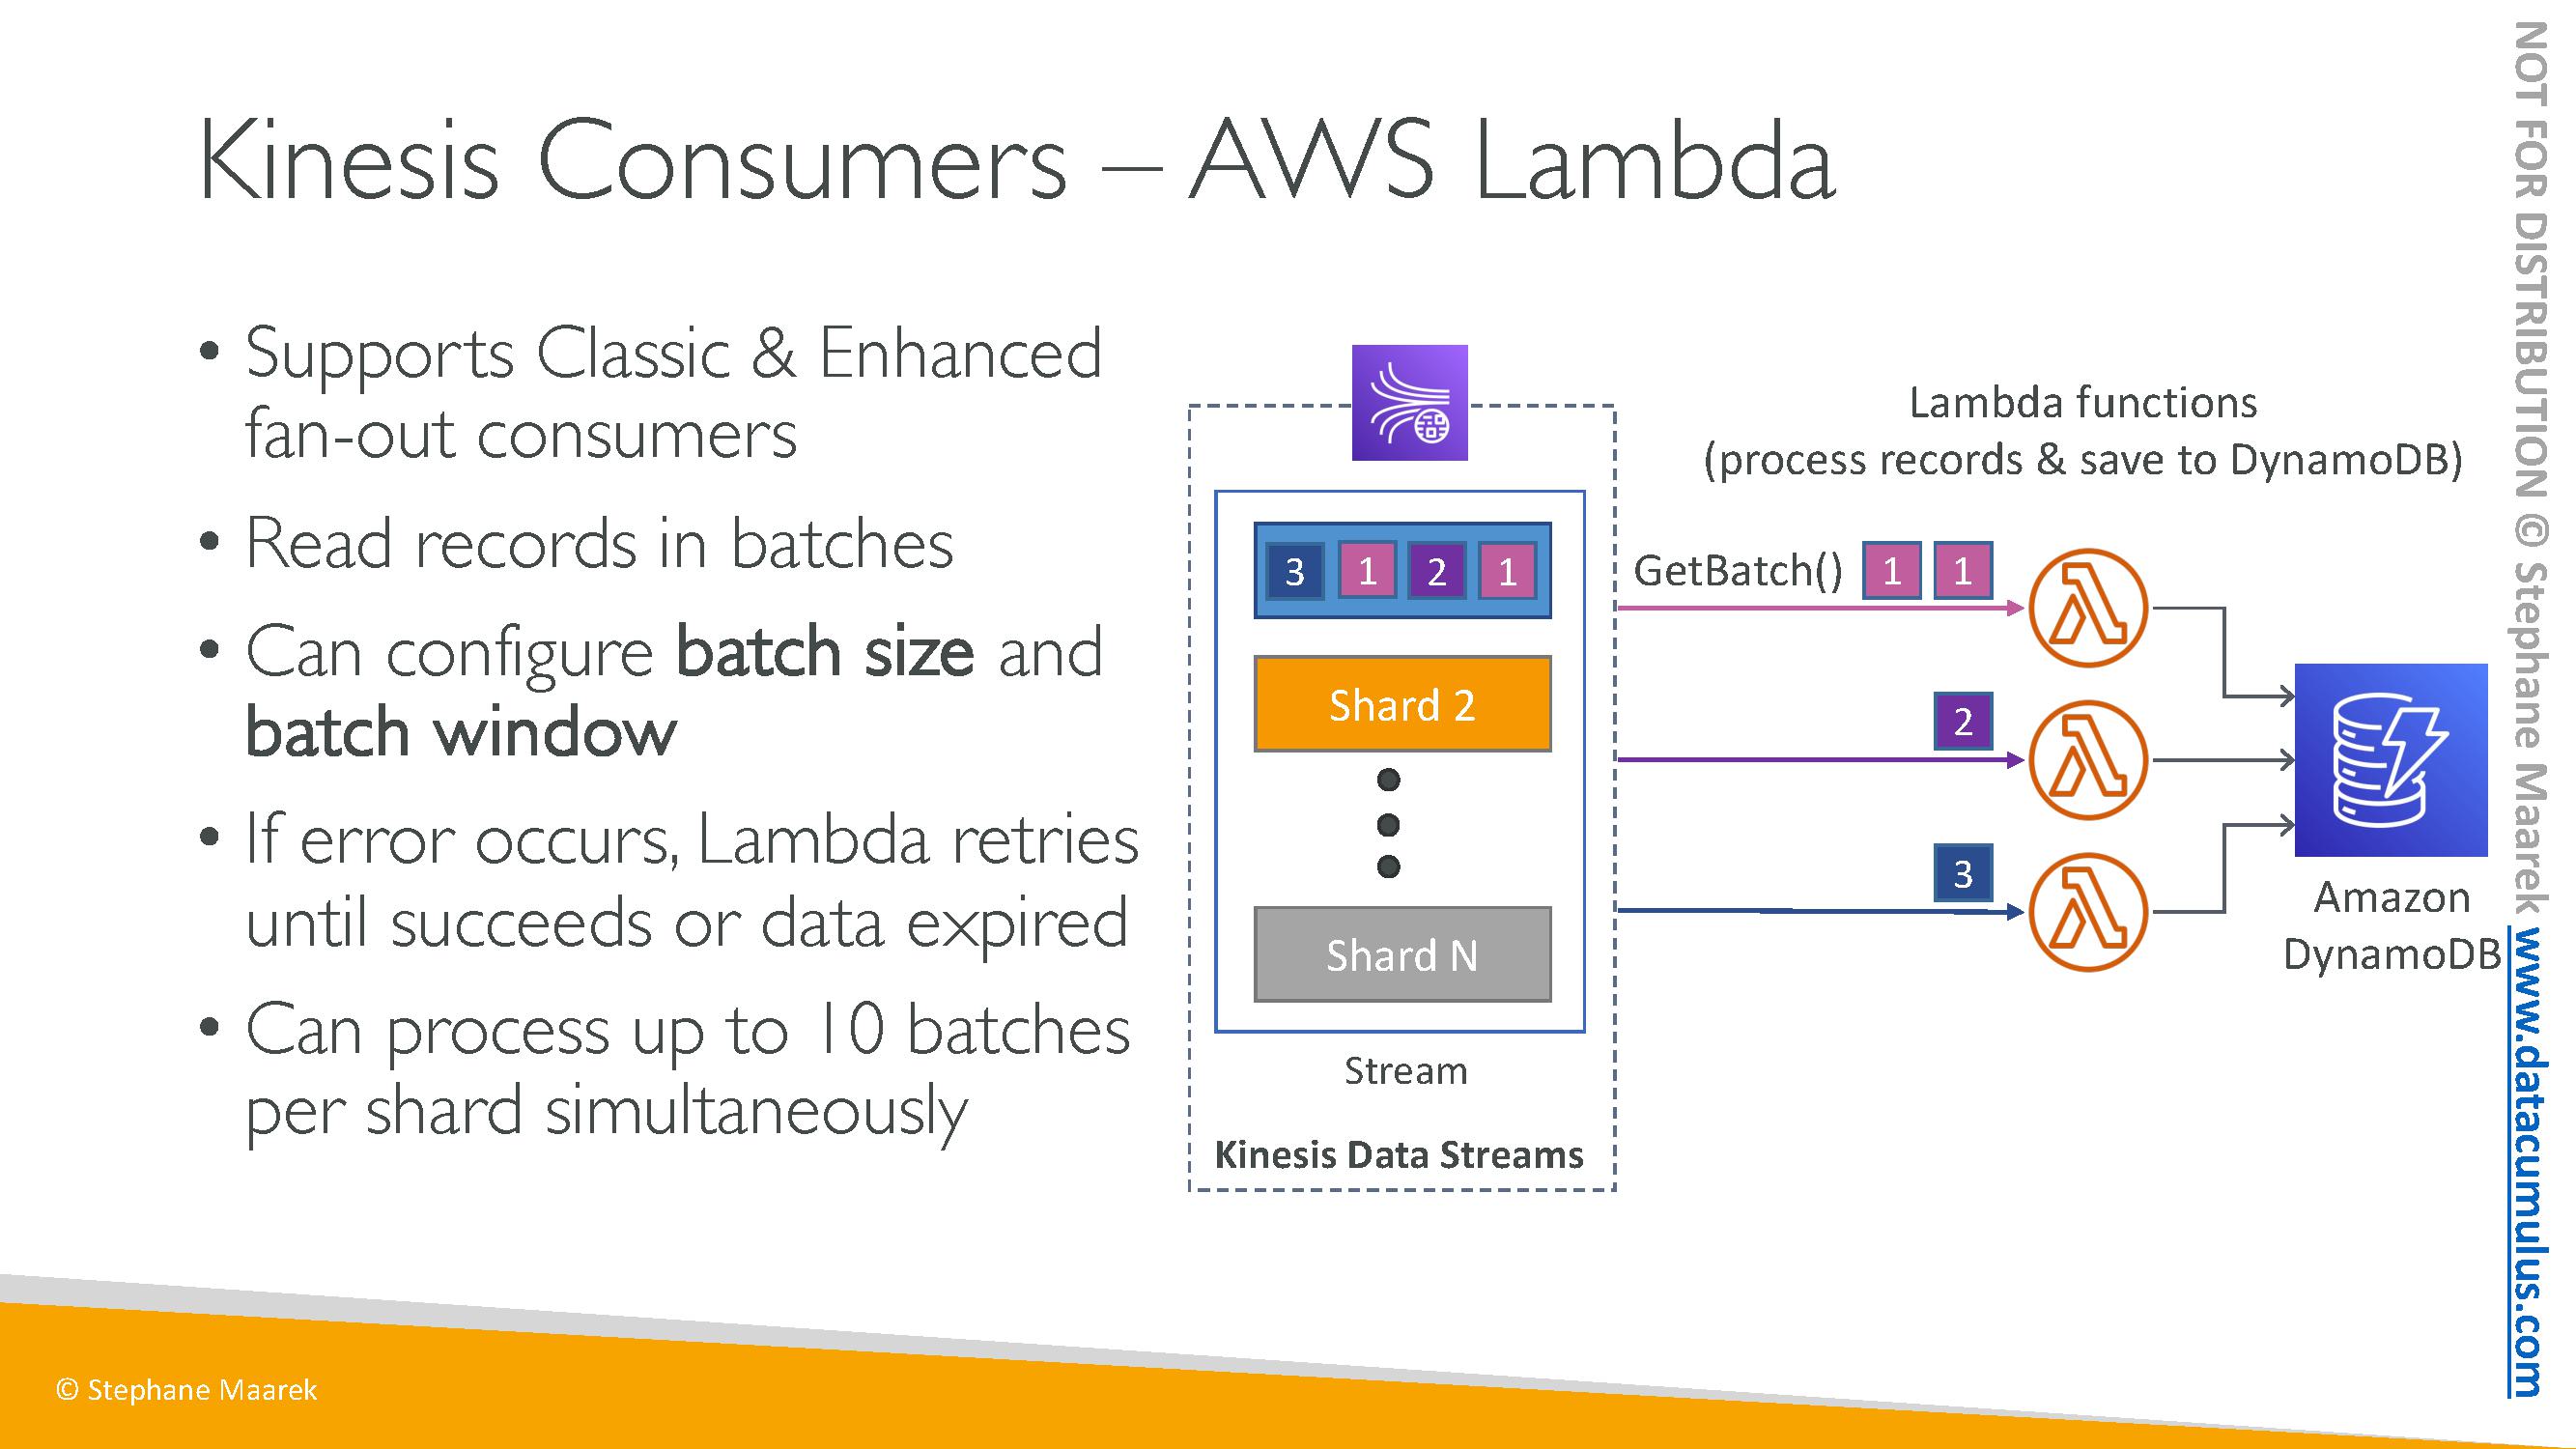 Kinesis Consumers – AWS Lambda
• Supports Classic & Enhanced
fan-out consumers
• Read records in batches
• Can configure batch size and
batch window
• If error occurs, Lambda retries
until succeeds or data expired
• Can process up to 10 batches
per shard simultaneously
3 1 2 1
Shard 2
Shard N
Stream
Kinesis Data Streams
Lambda functions
(process records & save to DynamoDB)
GetBatch() 1 1
2
3
Amazon
DynamoDB
© Stephane Maarek
NOT FOR DISTRIBUTION © Stephane Maarek www.datacumulus.com